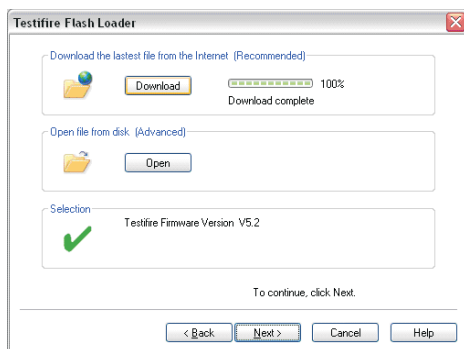 Testifire Flash Loader
Download the lastest file from the Internet (Recommended)
Download
100%
Download complete
Open file from disk (Advanced)
Open
Selection
Testifire Firmware Version V5.2
To continue, click Next.
< Back Next > Cancel Help